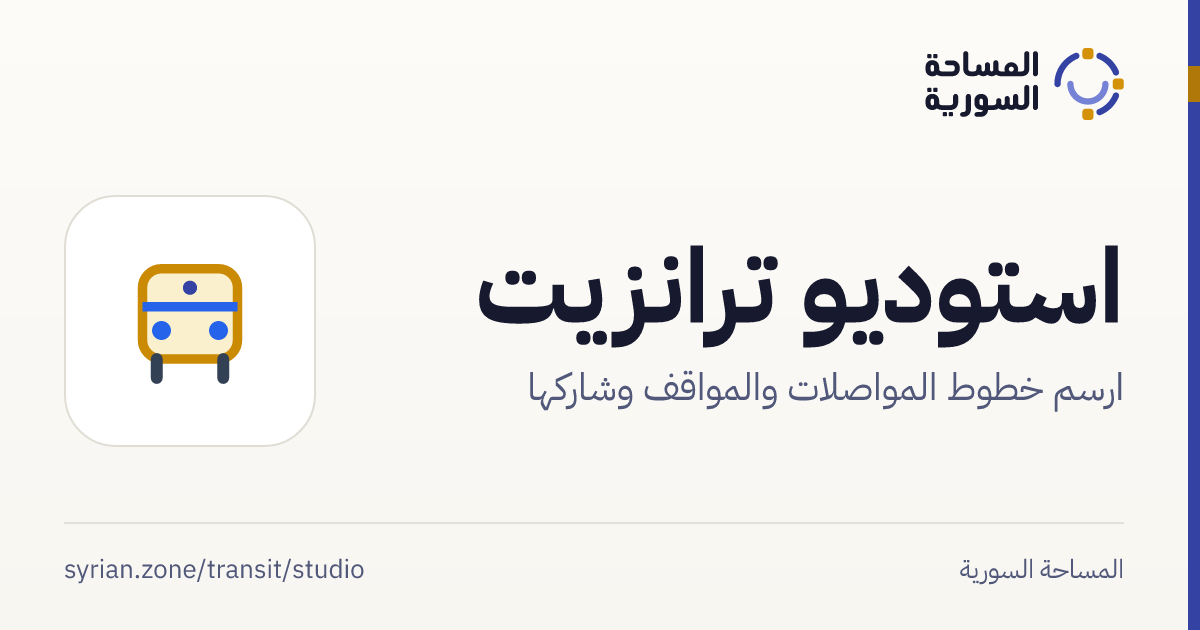 المساحة
السورية
استوديو ترانزيت
ارسم خطوط المواصلات والمواقف وشاركها
المساحة السورية
syrian.zone/transit/studio